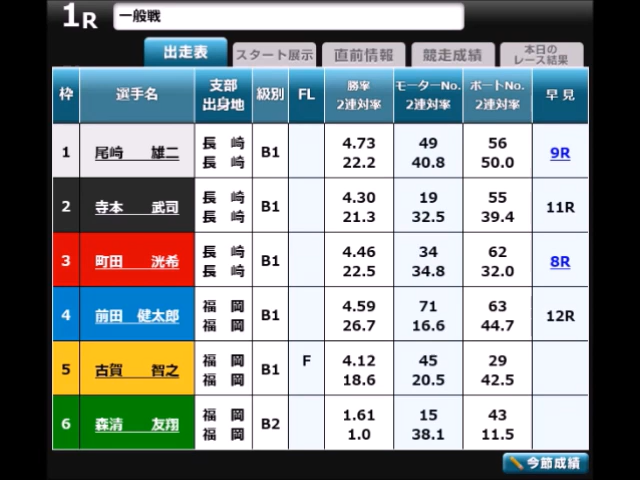 1R 一般戦
出走表 スタート展示 直前情報 競走成績 本日のレース結果
枠 選手名 支部 出身地 級別 FL 勝率 2連対率 モーターNo. 2連対率 ボートNo. 2連対率 早見
1 尾崎 雄二 長崎 長崎 B1 4.73 22.2 49 40.8 56 50.0 9R
2 寺本 武司 長崎 長崎 B1 4.30 21.3 19 32.5 55 39.4 11R
3 町田 洸希 長崎 長崎 B1 4.46 22.5 34 34.8 62 32.0 8R
4 前田 健太郎 福岡 福岡 B1 4.59 26.7 71 16.6 63 44.7 12R
5 古賀 智之 福岡 福岡 B1 F 4.12 18.6 45 20.5 29 42.5
6 森清 友翔 福岡 福岡 B2 1.61 1.0 15 38.1 43 11.5
今節成績